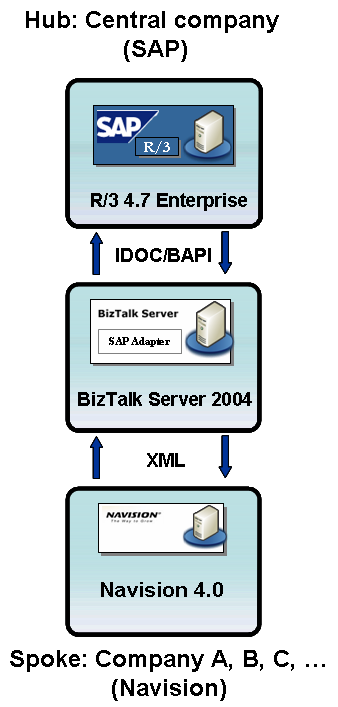 Hub: Central company
(SAP)
SAP
R/3
R/3 4.7 Enterprise
IDOC/BAPI
BizTalk Server
SAP Adapter
BizTalk Server 2004
XML
NAVISION
The Way to Grow
Navision 4.0
Spoke: Company A, B, C, …
(Navision)